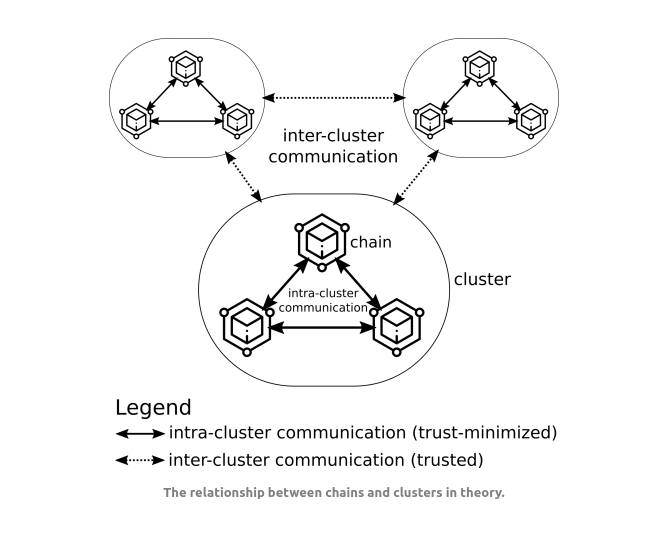 inter-cluster
communication
chain
cluster
intra-cluster
communication
Legend
intra-cluster communication (trust-minimized)
inter-cluster communication (trusted)
The relationship between chains and clusters in theory.